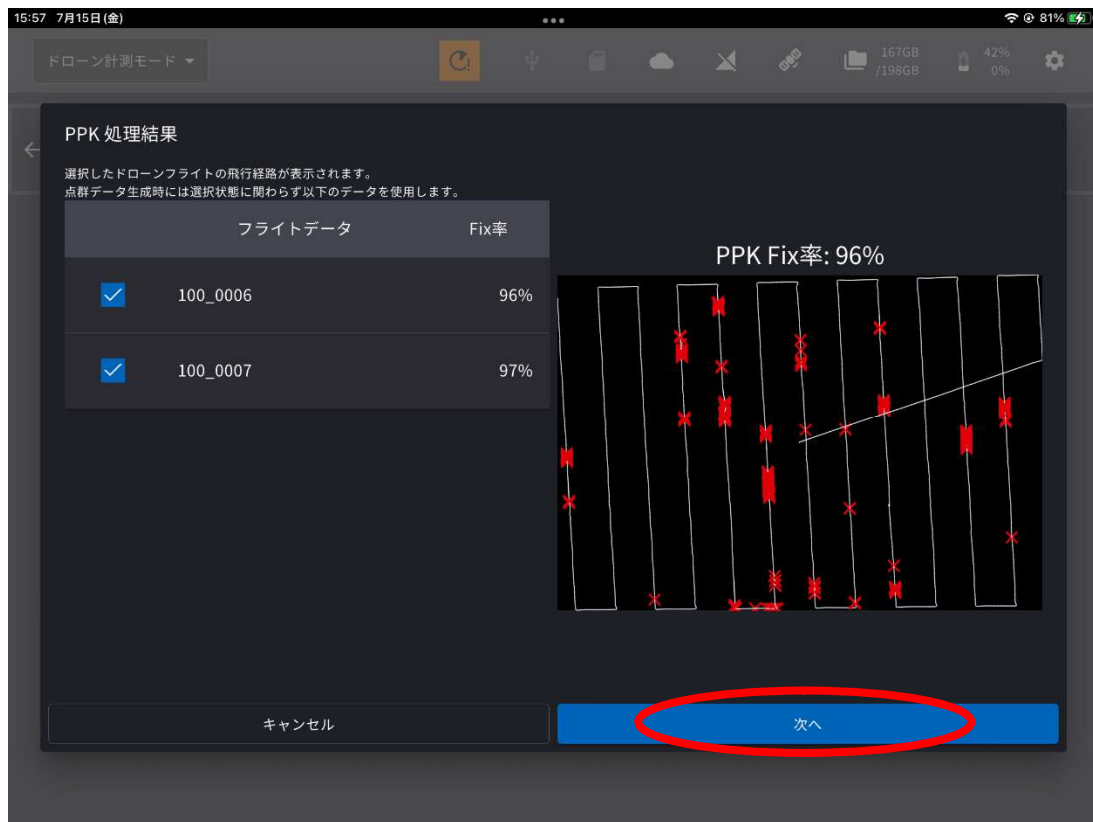 15:57 7月15日(金)
81%
ドローン計測モード
167GB
/198GB
42%
0%
PPK 処理結果
選択したドローンフライトの飛行経路が表示されます。
点群データ生成時には選択状態に関わらず以下のデータを使用します。
フライトデータ Fix率
100_0006 96%
100_0007 97%
PPK Fix率: 96%
キャンセル
次へ